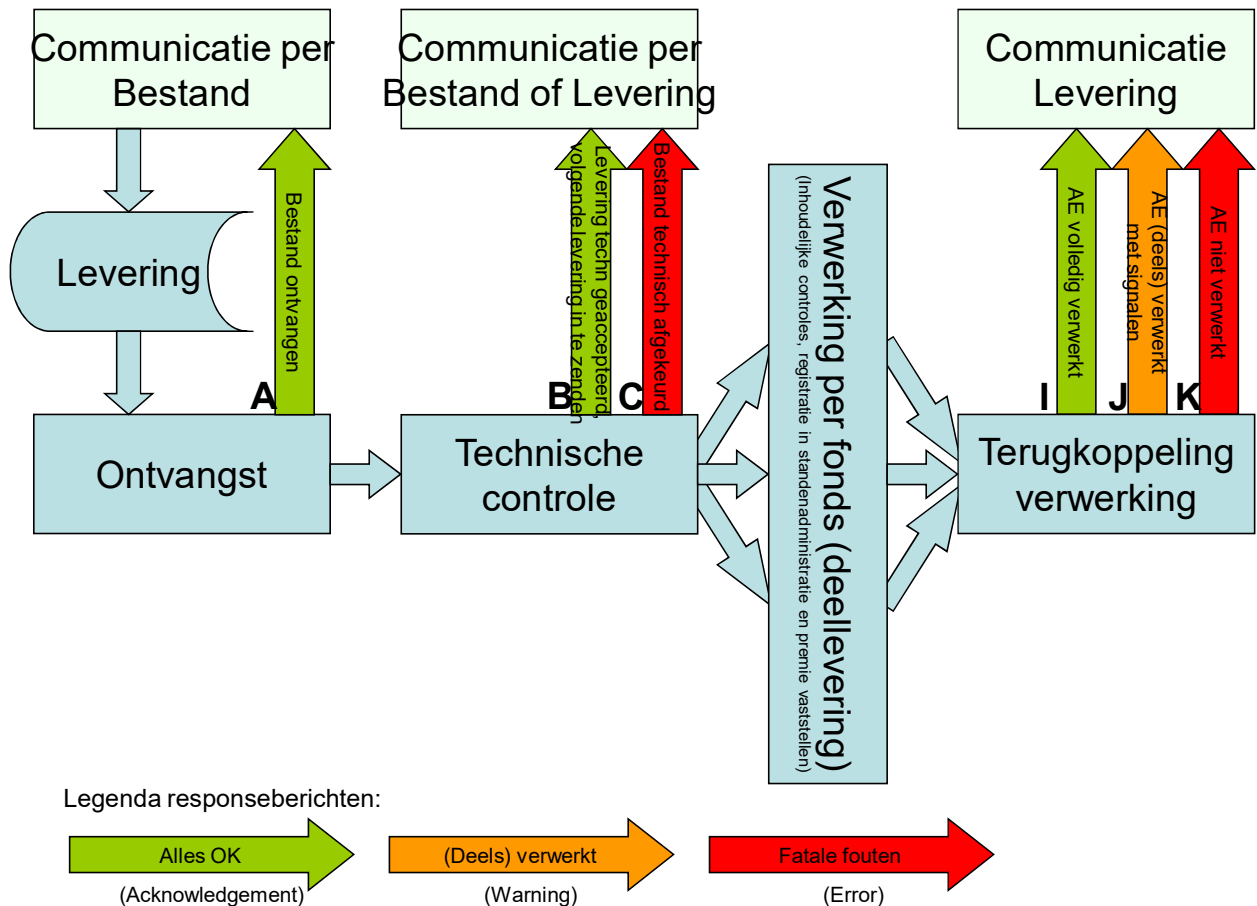 Communicatie per
Bestand
Communicatie per
Bestand of Levering
Communicatie
Levering
Levering
Bestand ontvangen
Levering techn geaccepteerd,
volgende levering in te zenden
Bestand technisch afgekeurd
Verwerking per fonds (deellevering)
(Inhoudelijke controles, registratie in standenadministratie en premie vaststellen)
AE volledig verwerkt
AE (deels) verwerkt
met signalen
AE niet verwerkt
A
B
C
I
J
K
Ontvangst
Technische
controle
Terugkoppeling
verwerking
Legenda responseberichten:
Alles OK
(Deels) verwerkt
Fatale fouten
(Acknowledgement)
(Warning)
(Error)